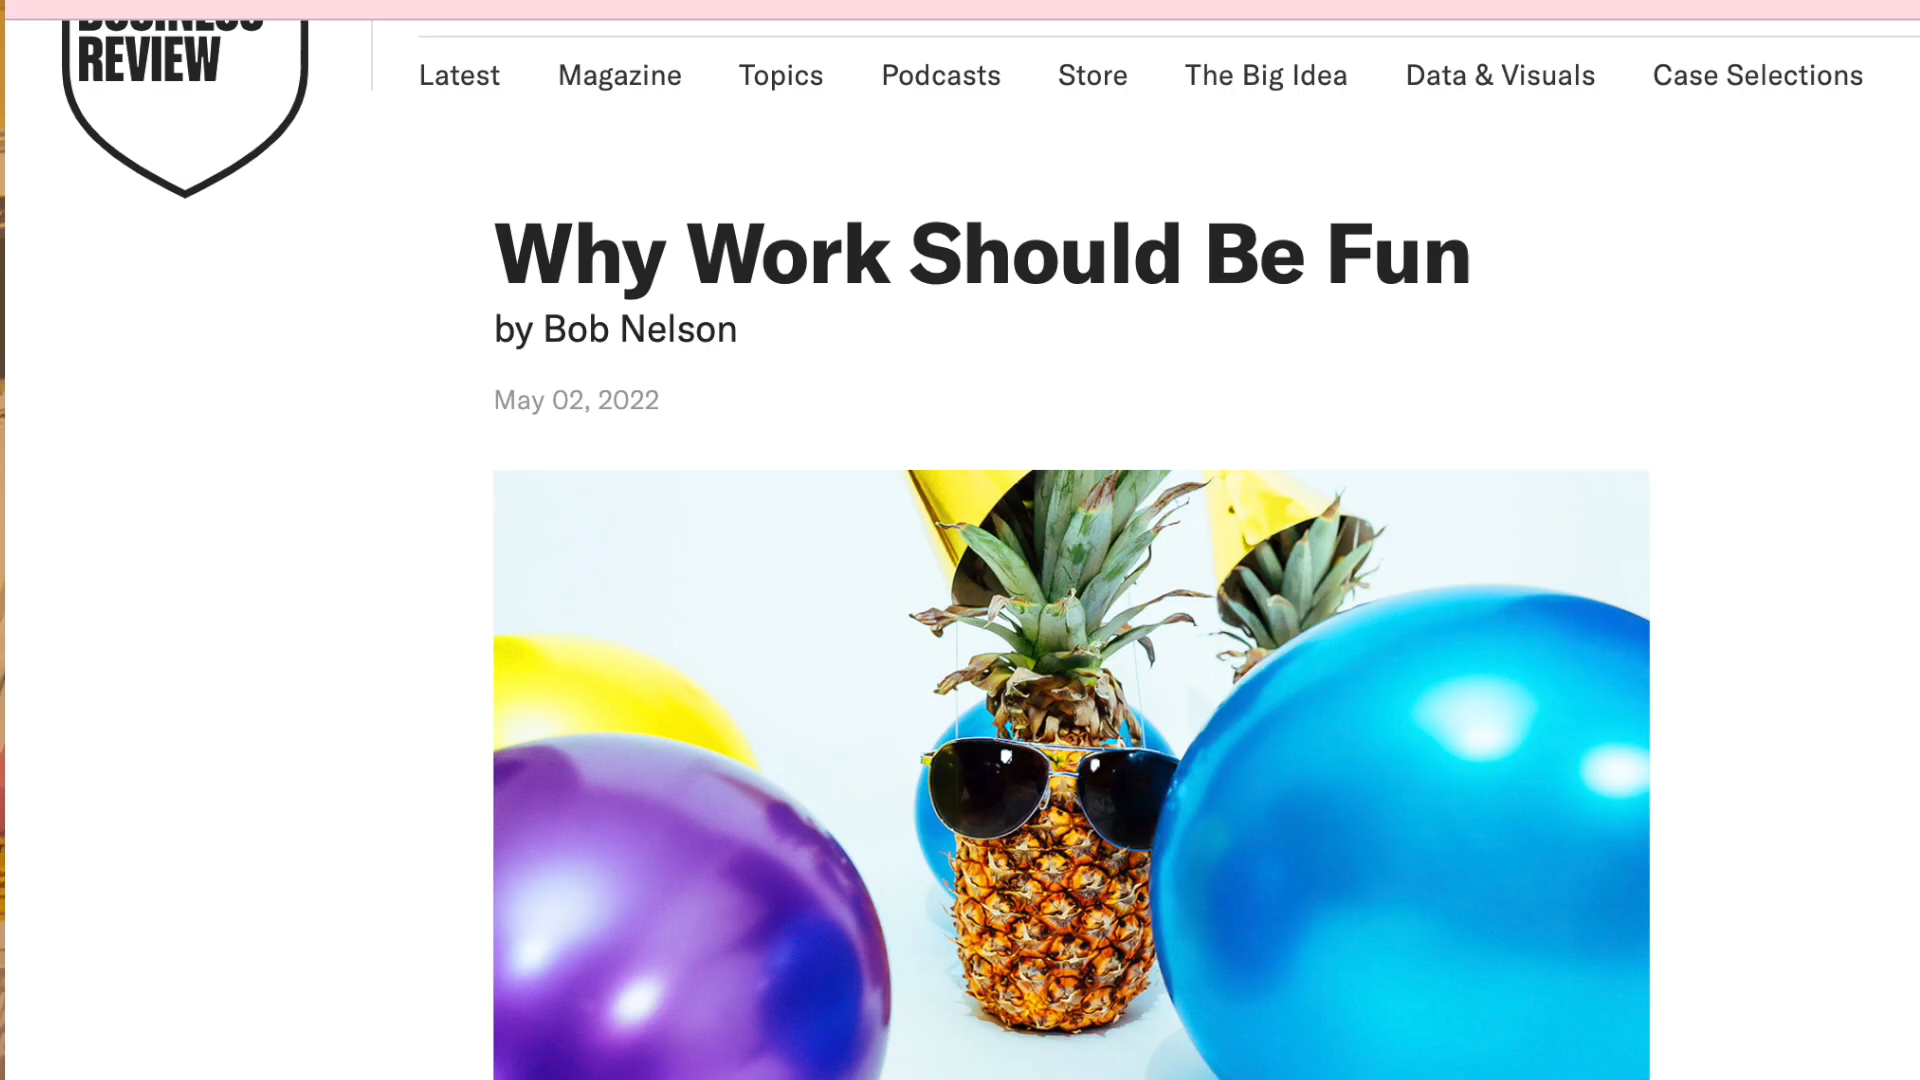 BUSINESS
REVIEW
Latest Magazine Topics Podcasts Store The Big Idea Data & Visuals Case Selections
Why Work Should Be Fun
by Bob Nelson
May 02, 2022